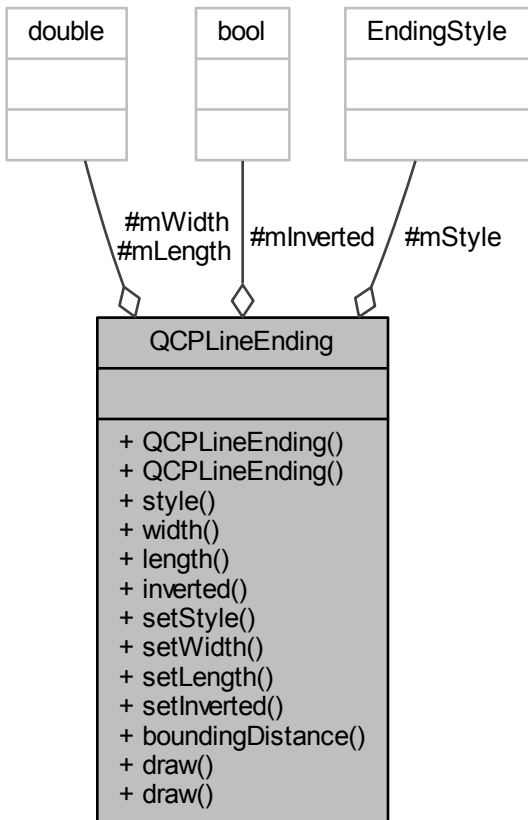 double
bool
EndingStyle
#mWidth
#mLength
#mInverted
#mStyle
QCPLineEnding
+ QCPLineEnding()
+ QCPLineEnding()
+ style()
+ width()
+ length()
+ inverted()
+ setStyle()
+ setWidth()
+ setLength()
+ setInverted()
+ boundingDistance()
+ draw()
+ draw()